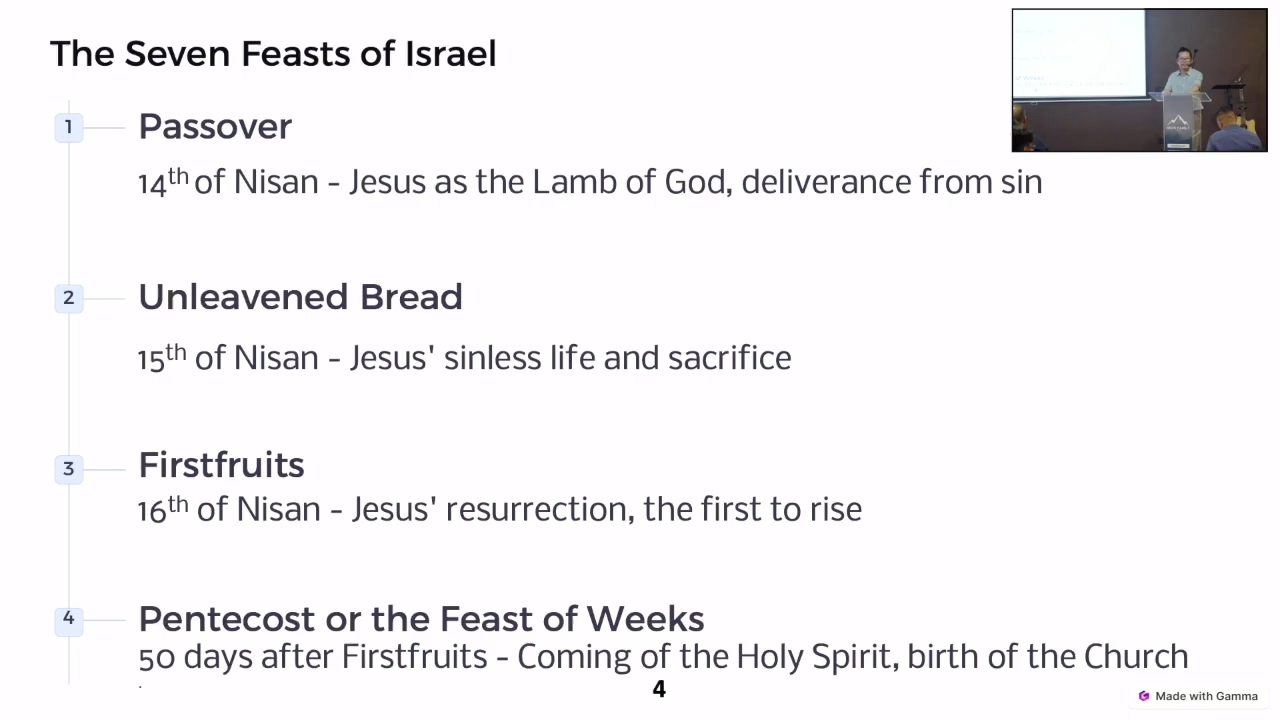 The Seven Feasts of Israel
1
Passover
14th of Nisan - Jesus as the Lamb of God, deliverance from sin
2
Unleavened Bread
15th of Nisan - Jesus' sinless life and sacrifice
3
Firstfruits
16th of Nisan - Jesus' resurrection, the first to rise
4
Pentecost or the Feast of Weeks
50 days after Firstfruits - Coming of the Holy Spirit, birth of the Church
.
4
Made with Gamma